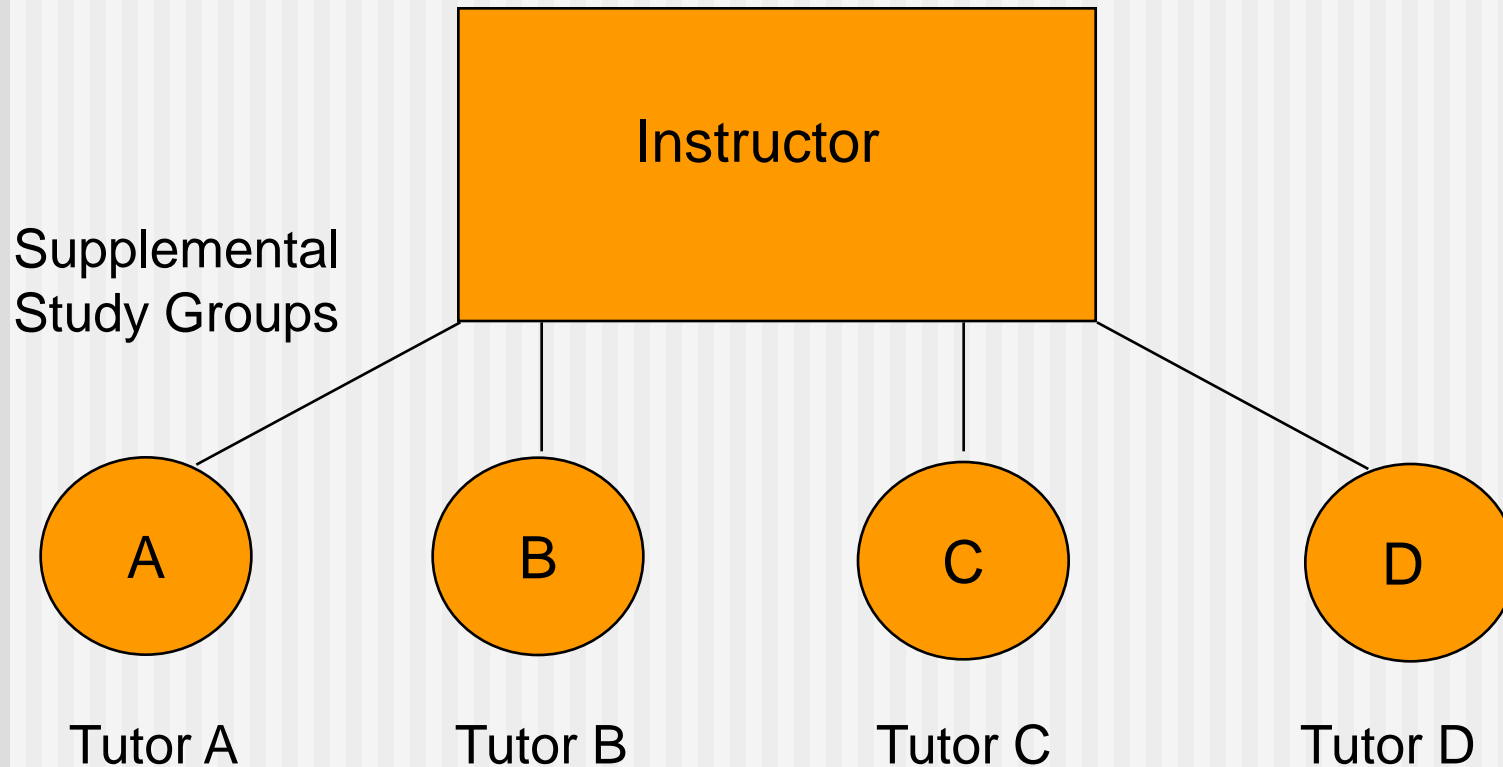 Instructor
Supplemental
Study Groups
A
B
C
D
Tutor A
Tutor B
Tutor C
Tutor D